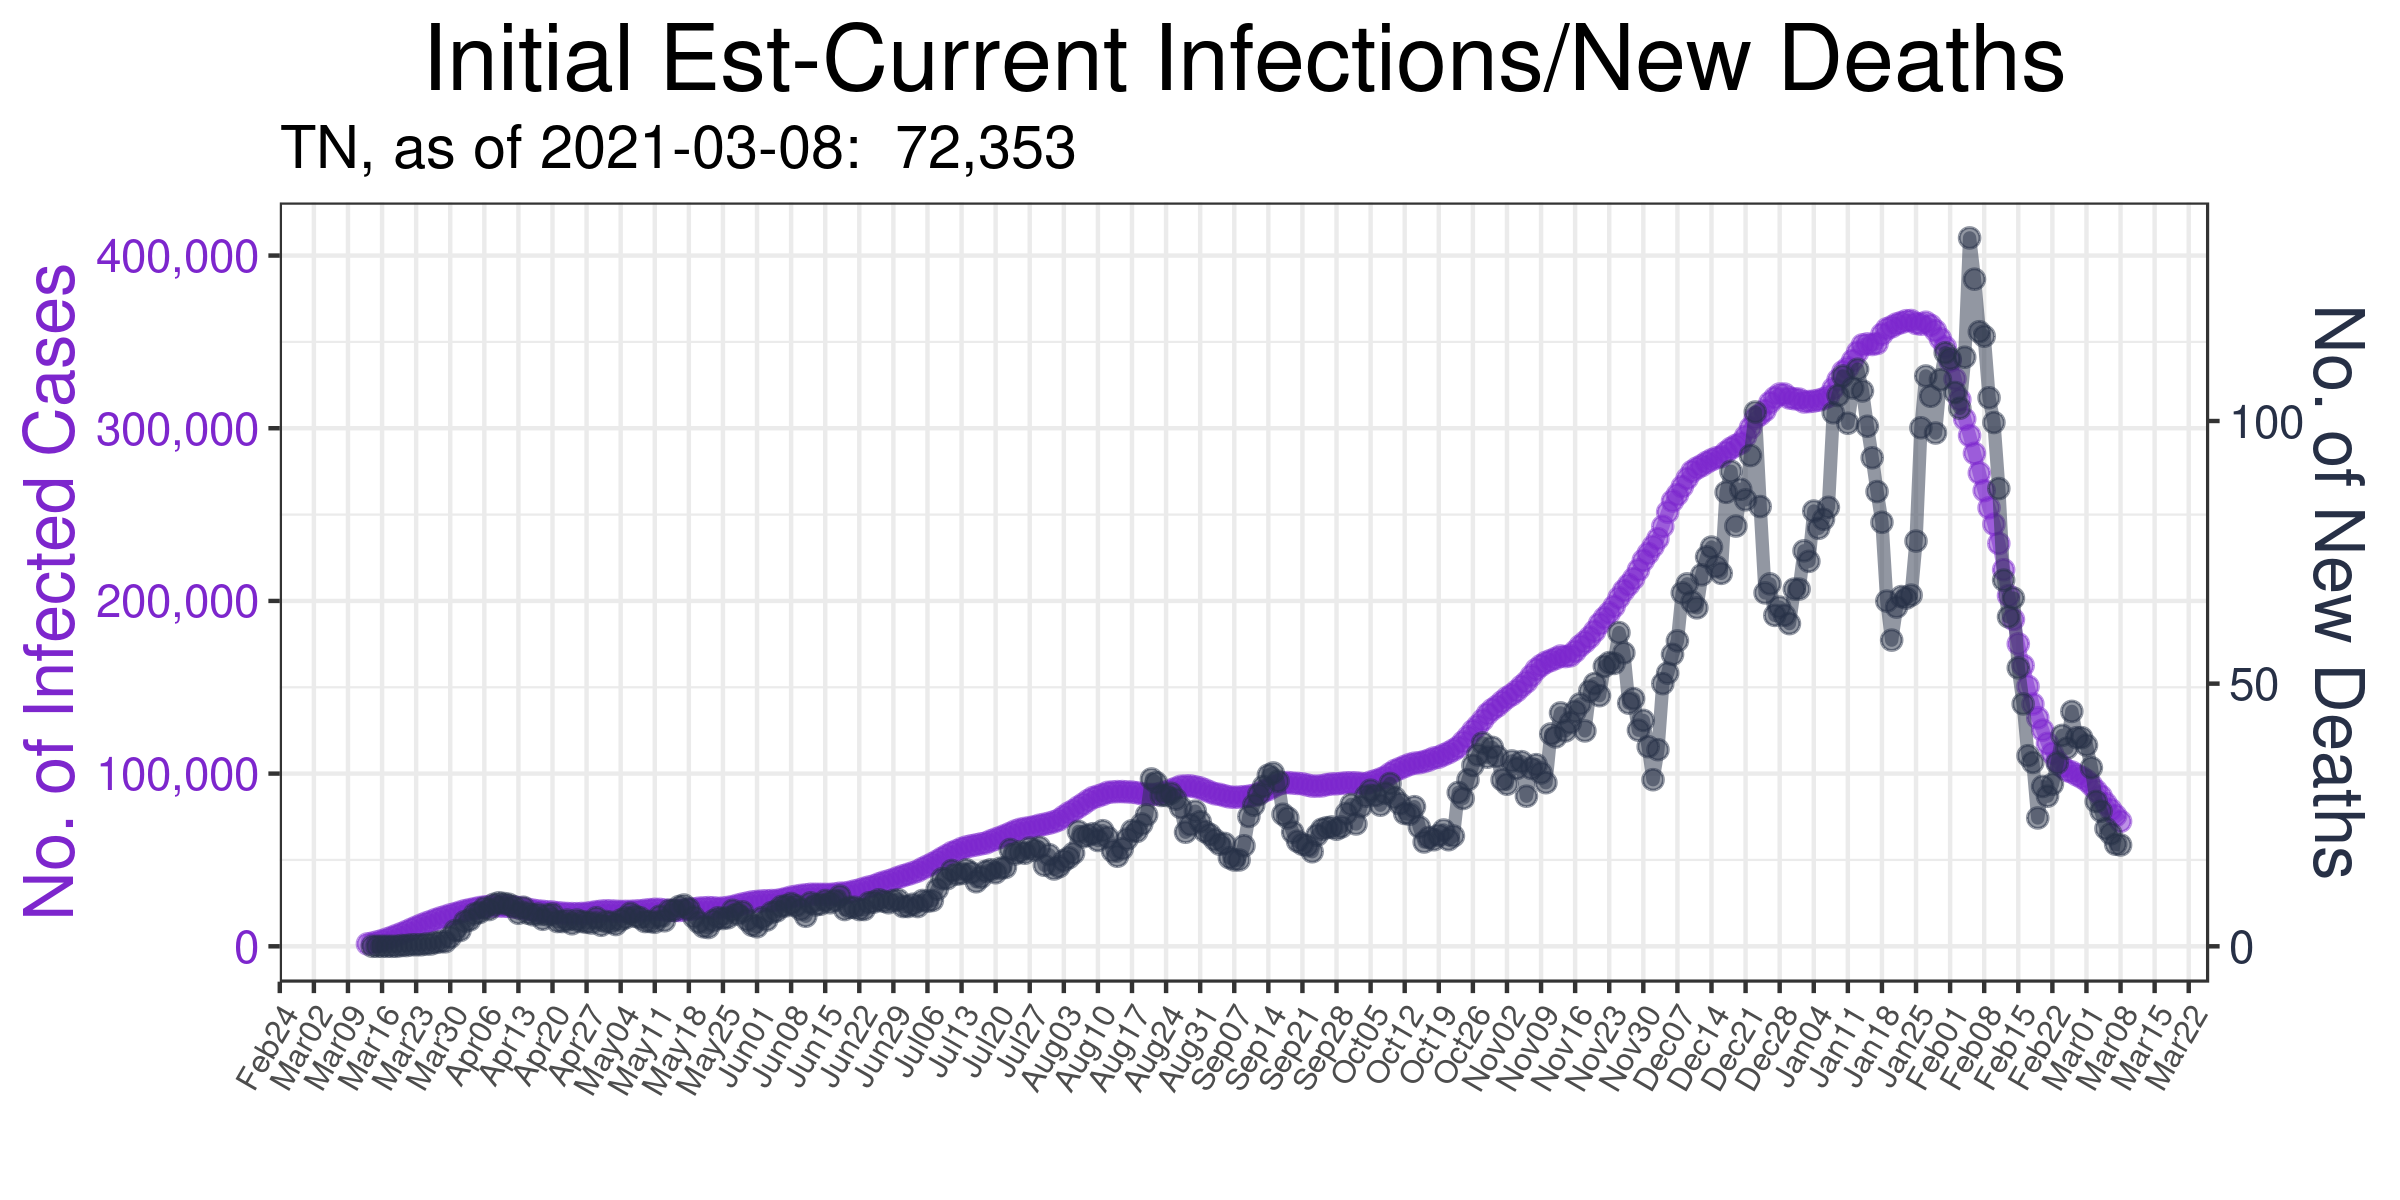 Initial Est-Current Infections/New Deaths
TN, as of 2021-03-08: 72,353
No. of Infected Cases
400,000
300,000
200,000
100,000
0
No. of New Deaths
100
50
0
Feb24
Mar02
Mar09
Mar16
Mar23
Mar30
Apr06
Apr13
Apr20
Apr27
May04
May11
May18
May25
Jun01
Jun08
Jun15
Jun22
Jun29
Jul06
Jul13
Jul20
Jul27
Aug03
Aug10
Aug17
Aug24
Aug31
Sep07
Sep14
Sep21
Sep28
Oct05
Oct12
Oct19
Oct26
Nov02
Nov09
Nov16
Nov23
Nov30
Dec07
Dec14
Dec21
Dec28
Jan04
Jan11
Jan18
Jan25
Feb01
Feb08
Feb15
Feb22
Mar01
Mar08
Mar15
Mar22